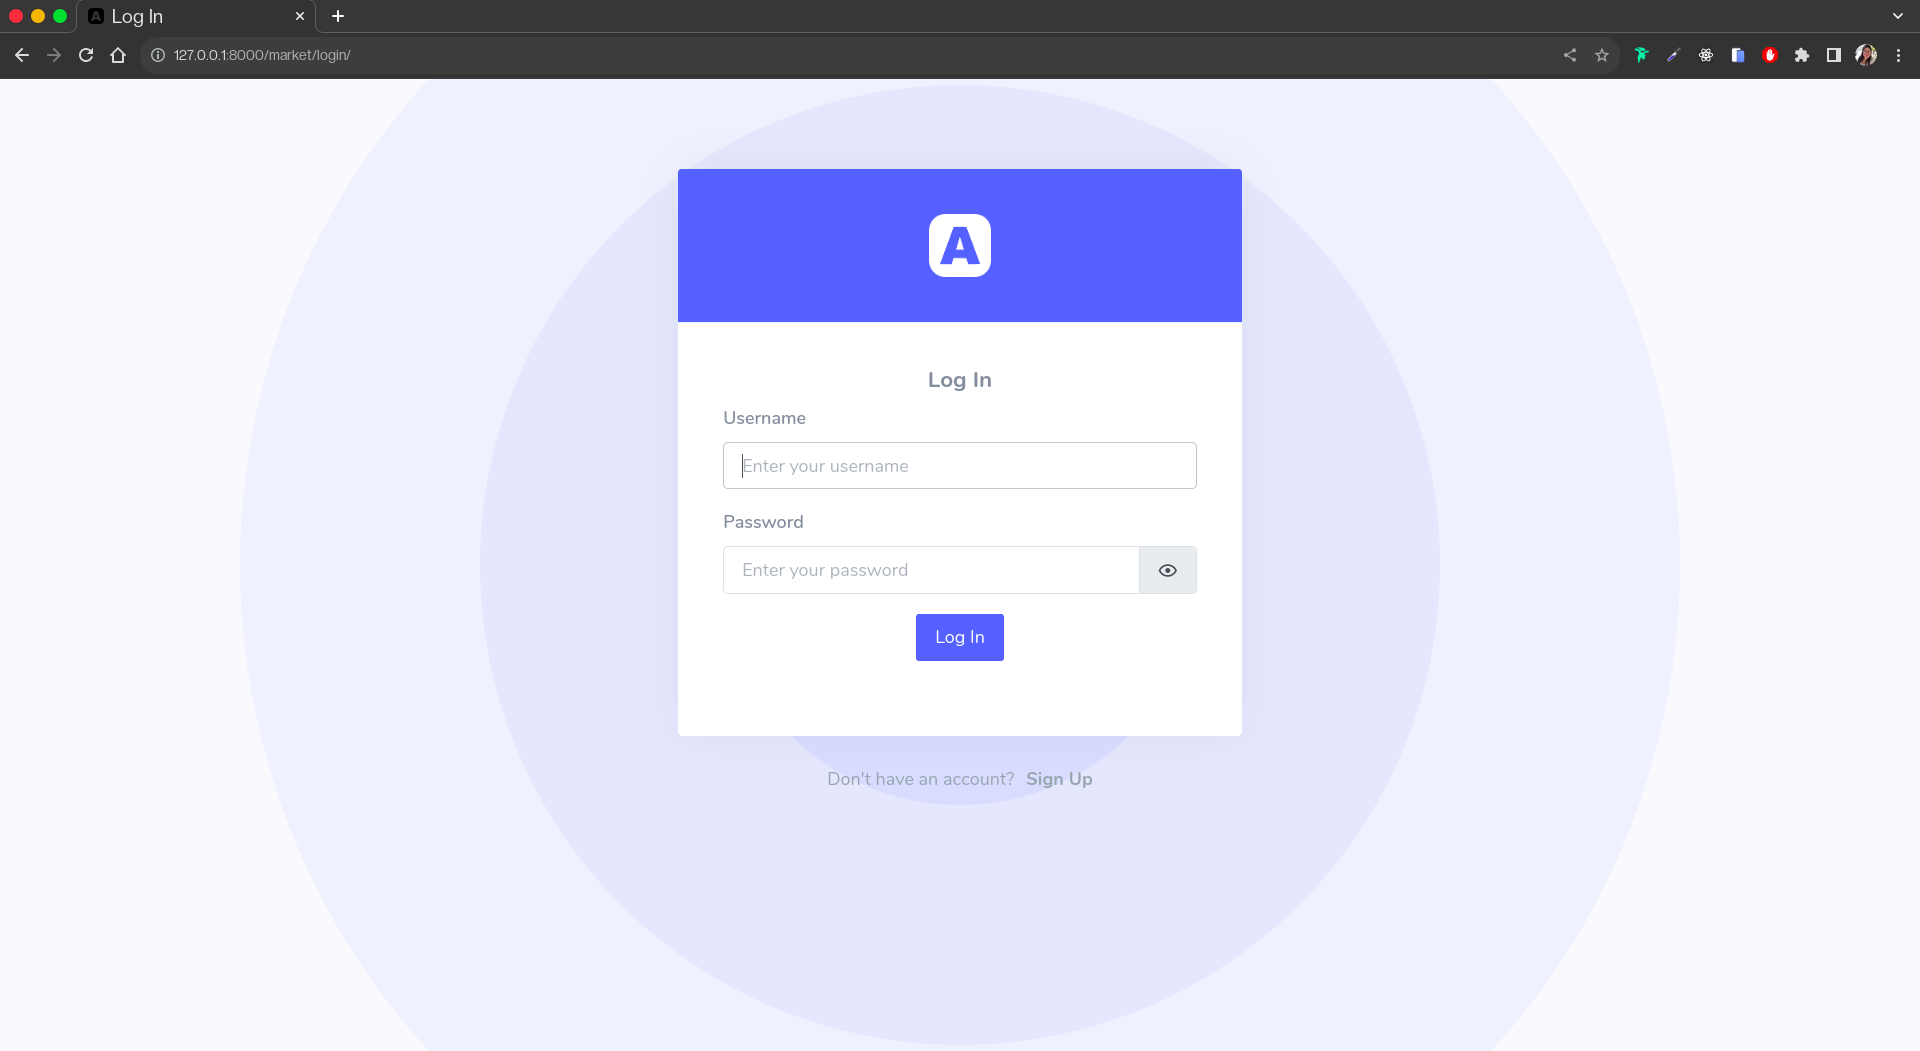 Log In
127.0.0.1:8000/market/login/
A
Log In
Username
Enter your username
Password
Enter your password
Log In
Don't have an account? Sign Up